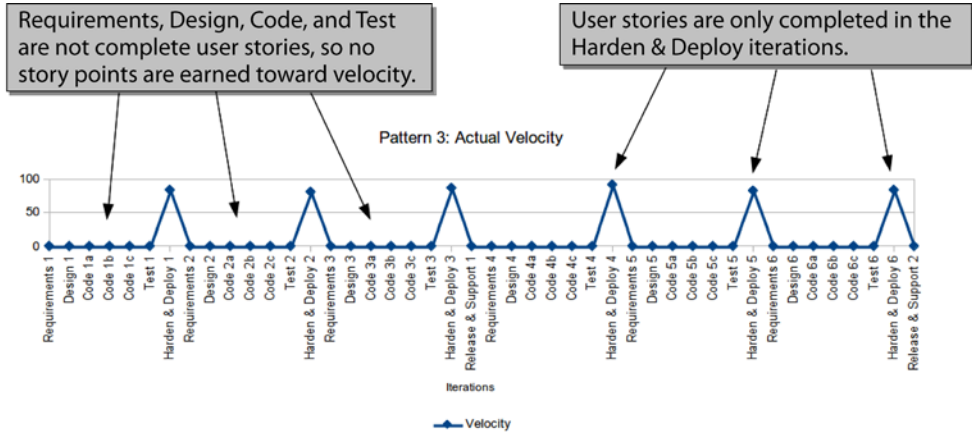 Requirements, Design, Code, and Test
are not complete user stories, so no
story points are earned toward velocity.
User stories are only completed in the
Harden & Deploy iterations.
Pattern 3: Actual Velocity
100
50
0
Requirements 1
Design 1
Code 1a
Code 1b
Code 1c
Test 1
Harden & Deploy 1
Requirements 2
Design 2
Code 2a
Code 2b
Code 2c
Test 2
Harden & Deploy 2
Requirements 3
Design 3
Code 3a
Code 3b
Code 3c
Test 3
Harden & Deploy 3
Release & Support 1
Requirements 4
Design 4
Code 4a
Code 4b
Code 4c
Test 4
Harden & Deploy 4
Requirements 5
Design 5
Code 5a
Code 5b
Code 5c
Test 5
Harden & Deploy 5
Requirements 6
Design 6
Code 6a
Code 6b
Code 6c
Test 6
Harden & Deploy 6
Release & Support 2
Iterations
Velocity